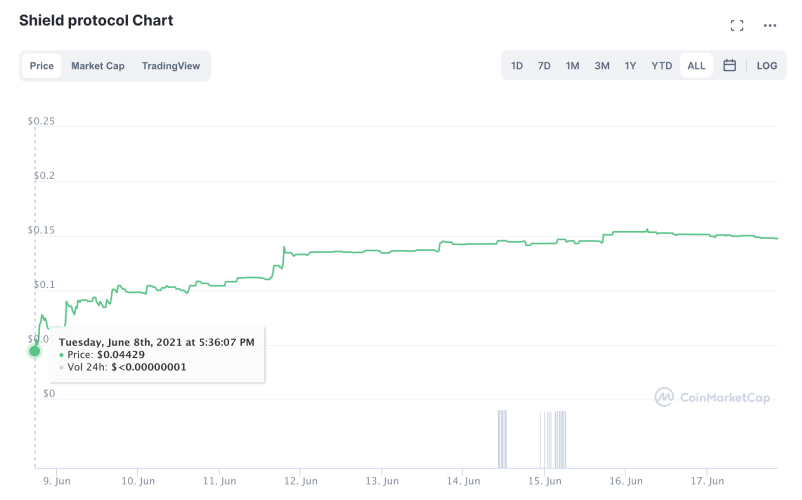 Shield protocol Chart
Price Market Cap TradingView
1D 7D 1M 3M 1Y YTD ALL LOG
$0.25
$0.2
$0.15
$0.1
$0.0
Tuesday, June 8th, 2021 at 5:36:07 PM
Price: $0.04429
Vol 24h: $<0.00000001
$0
CoinMarketCap
9. Jun 10. Jun 11. Jun 12. Jun 13. Jun 14. Jun 15. Jun 16. Jun 17. Jun